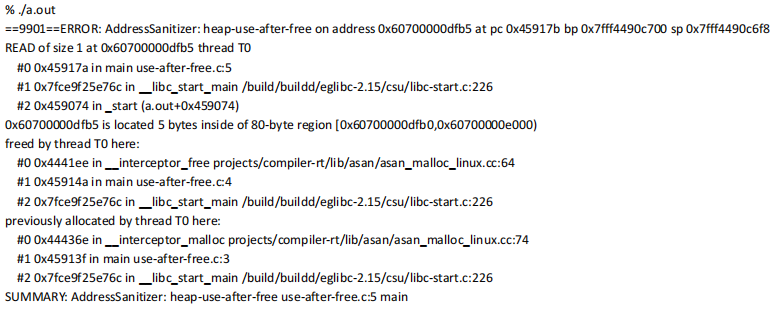 % ./a.out
==9901==ERROR: AddressSanitizer: heap-use-after-free on address 0x60700000dfb5 at pc 0x45917b bp 0x7fff4490c700 sp 0x7fff4490c6f8
READ of size 1 at 0x60700000dfb5 thread T0
#0 0x45917a in main use-after-free.c:5
#1 0x7fce9f25e76c in __libc_start_main /build/buildd/eglibc-2.15/csu/libc-start.c:226
#2 0x459074 in _start (a.out+0x459074)
0x60700000dfb5 is located 5 bytes inside of 80-byte region [0x60700000dfb0,0x60700000e000)
freed by thread T0 here:
#0 0x4441ee in __interceptor_free projects/compiler-rt/lib/asan/asan_malloc_linux.cc:64
#1 0x45914a in main use-after-free.c:4
#2 0x7fce9f25e76c in __libc_start_main /build/buildd/eglibc-2.15/csu/libc-start.c:226
previously allocated by thread T0 here:
#0 0x44436e in __interceptor_malloc projects/compiler-rt/lib/asan/asan_malloc_linux.cc:74
#1 0x45913f in main use-after-free.c:3
#2 0x7fce9f25e76c in __libc_start_main /build/buildd/eglibc-2.15/csu/libc-start.c:226
SUMMARY: AddressSanitizer: heap-use-after-free use-after-free.c:5 main